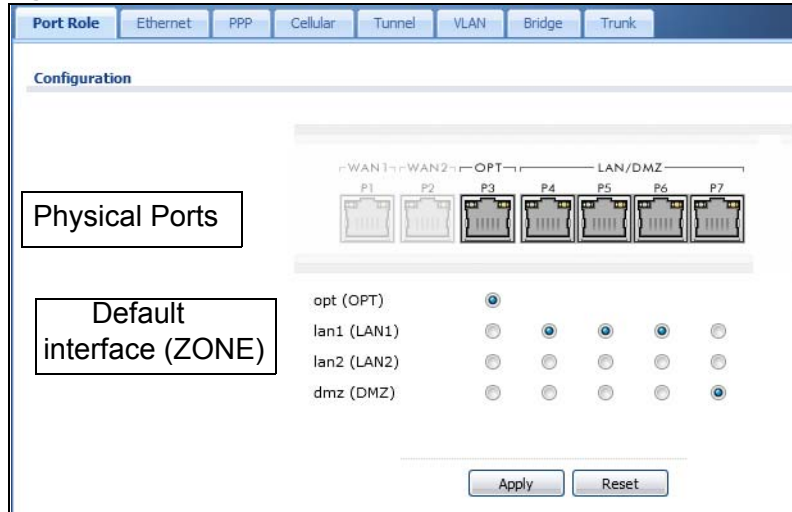 Port Role Ethernet PPP Cellular Tunnel VLAN Bridge Trunk
Configuration
WAN1 WAN2 OPT LAN/DMZ
P1 P2 P3 P4 P5 P6 P7
Physical Ports
Default
interface (ZONE)
opt (OPT)
lan1 (LAN1)
lan2 (LAN2)
dmz (DMZ)
Apply Reset